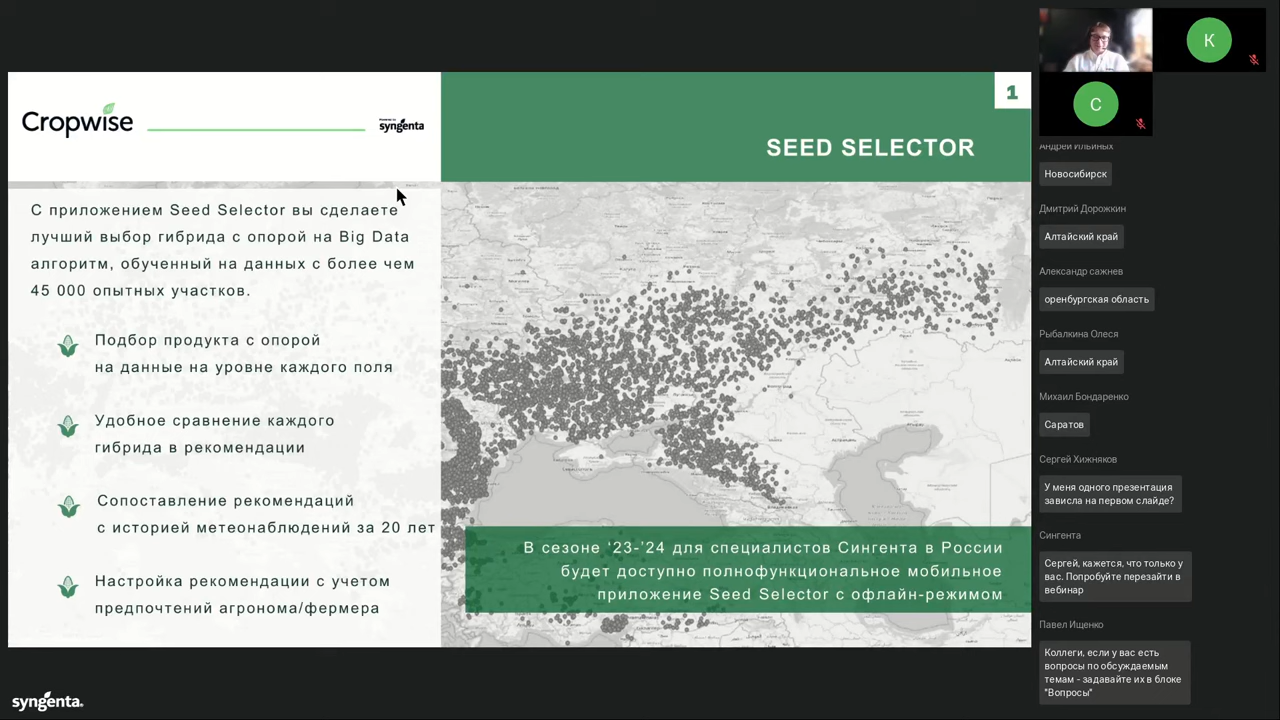 Cropwise
syngenta
1
SEED SELECTOR
С приложением Seed Selector вы сделаете
лучший выбор гибрида с опорой на Big Data
алгоритм, обученный на данных с более чем
45 000 опытных участков.
Подбор продукта с опорой
на данные на уровне каждого поля
Удобное сравнение каждого
гибрида в рекомендации
Сопоставление рекомендаций
с историей метеонаблюдений за 20 лет
Настройка рекомендации с учетом
предпочтений агронома/фермера
В сезоне ‘23-’24 для специалистов Сингента в России
будет доступно полнофункциональное мобильное
приложение Seed Selector с офлайн-режимом
syngenta.
К
С
Андрей Ильиных
Новосибирск
Дмитрий Дорожкин
Алтайский край
Александр сажнев
оренбургская область
Рыбалкина Олеся
Алтайский край
Михаил Бондаренко
Саратов
Сергей Хижняков
У меня одного презентация
зависла на первом слайде?
Сингента
Сергей, кажется, что только у
вас. Попробуйте перезайти в
вебинар
Павел Ищенко
Коллеги, если у вас есть
вопросы по обсуждаемым
темам - задавайте их в блоке
"Вопросы"